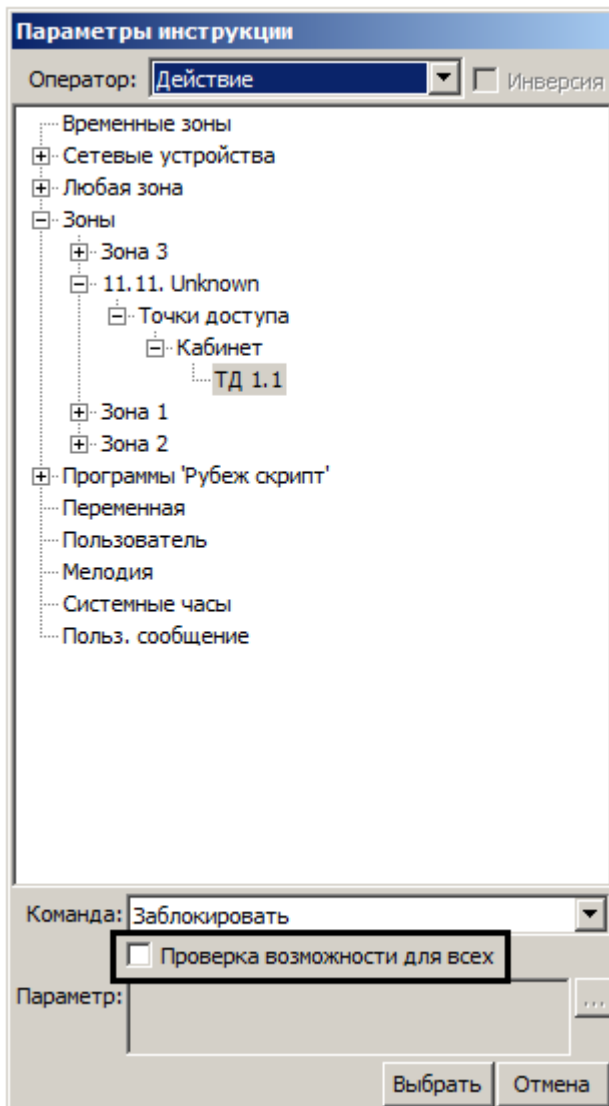 Параметры инструкции
Оператор: Действие Инверсия
Временные зоны
Сетевые устройства
Любая зона
Зоны
Зона 3
11.11. Unknown
Точки доступа
Кабинет
ТД 1.1
Зона 1
Зона 2
Программы 'Рубеж скрипт'
Переменная
Пользователь
Мелодия
Системные часы
Польз. сообщение
Команда: Заблокировать
Проверка возможности для всех
Параметр: ...
Выбрать Отмена